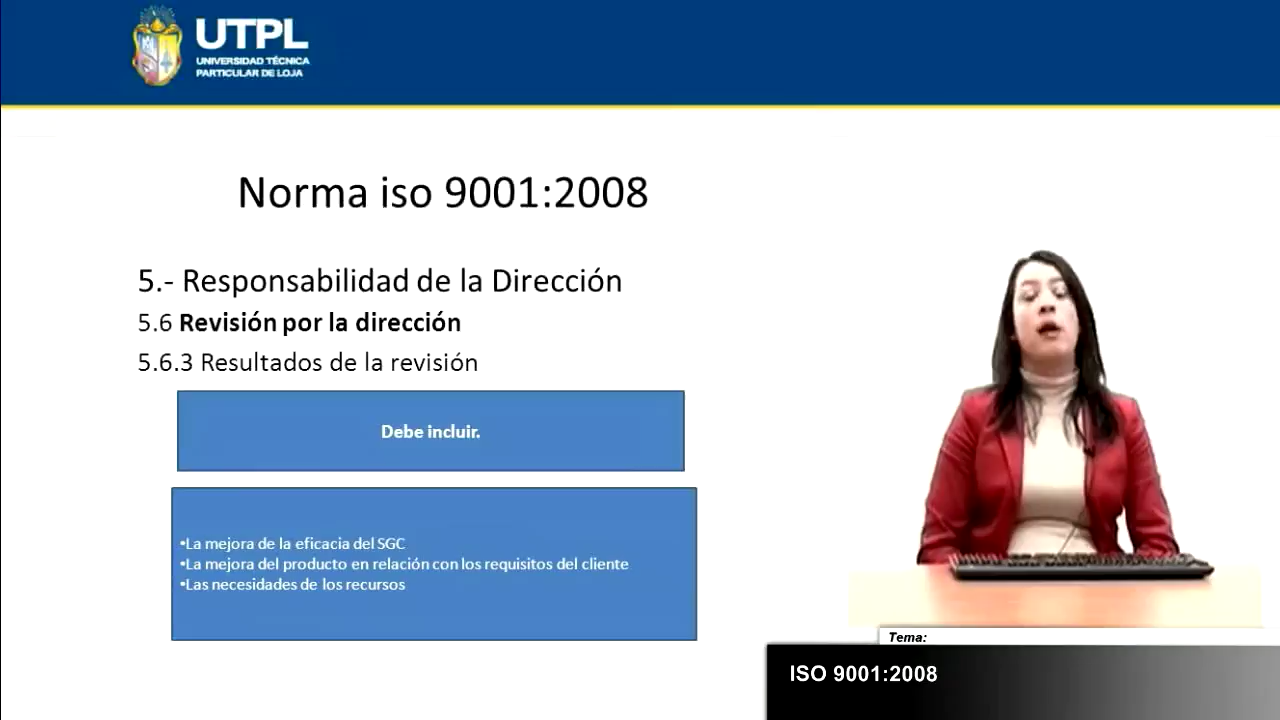 UTPL
UNIVERSIDAD TÉCNICA
PARTICULAR DE LOJA
Norma iso 9001:2008
5.- Responsabilidad de la Dirección
5.6 Revisión por la dirección
5.6.3 Resultados de la revisión
Debe incluir.
•La mejora de la eficacia del SGC
•La mejora del producto en relación con los requisitos del cliente
•Las necesidades de los recursos
Tema:
ISO 9001:2008